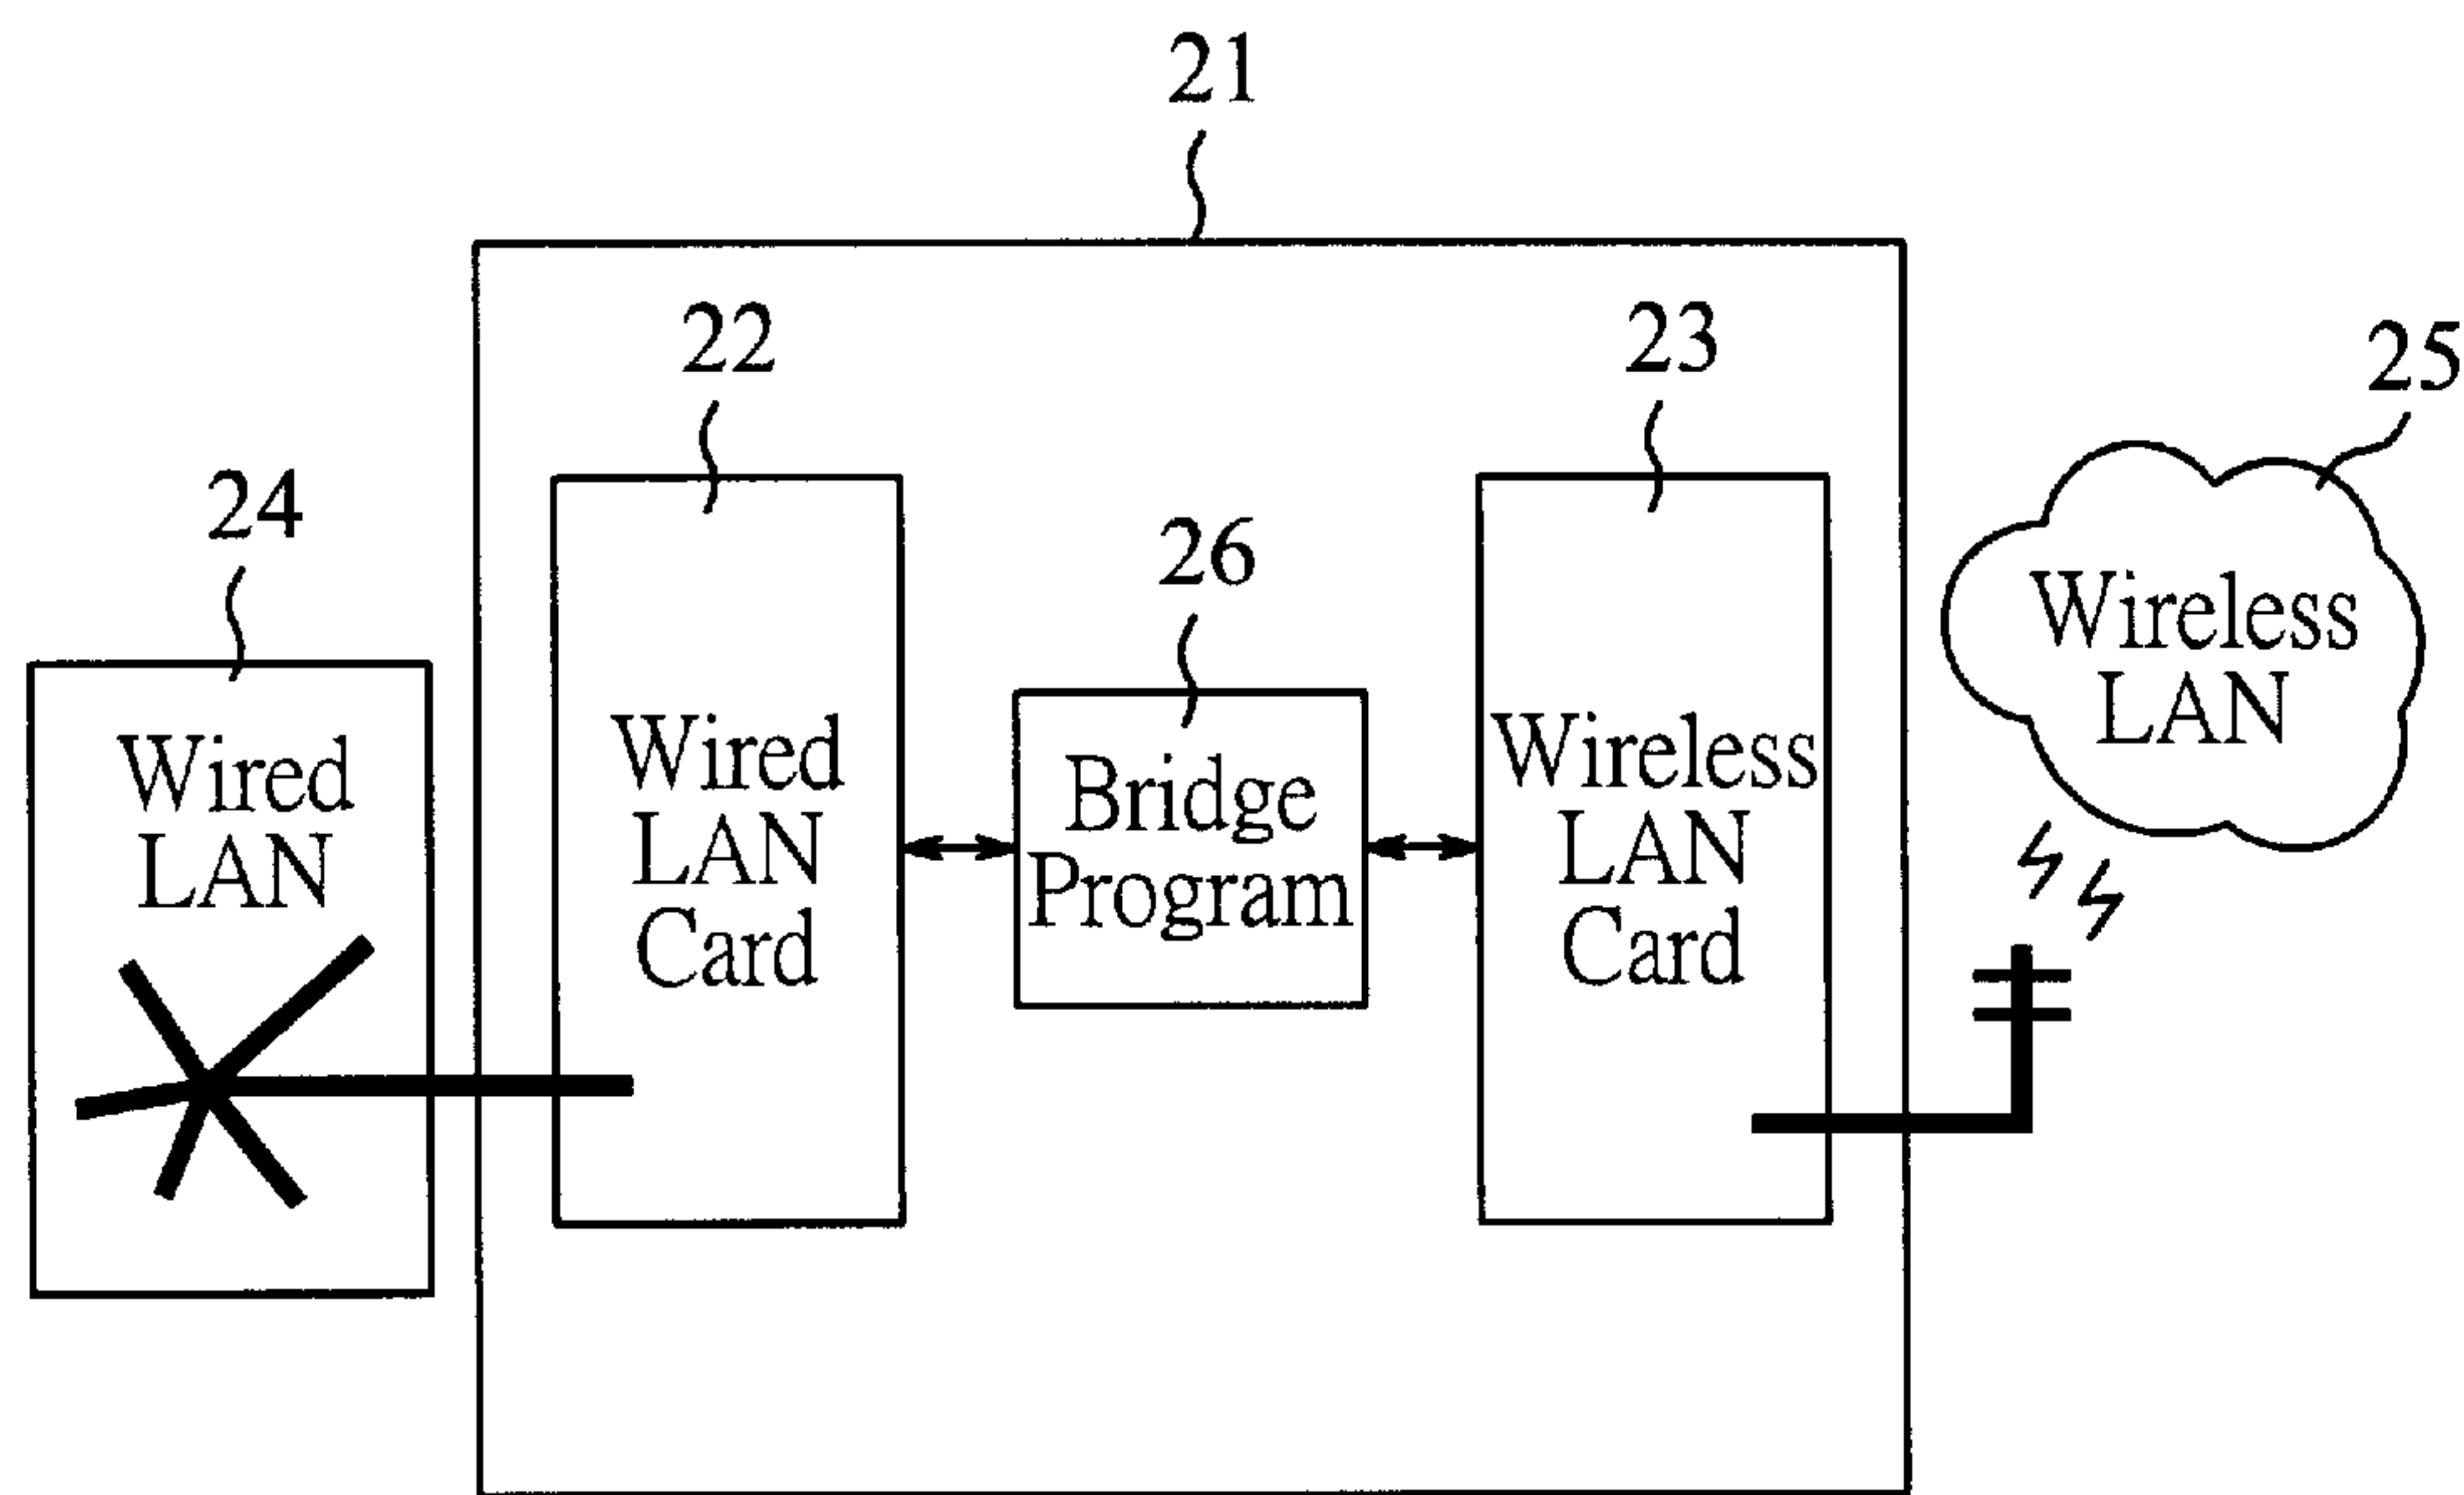 21
22
23
25
24
26
Wireless
LAN
Wired
LAN
Wired
LAN
Card
Bridge
Program
Wireless
LAN
Card